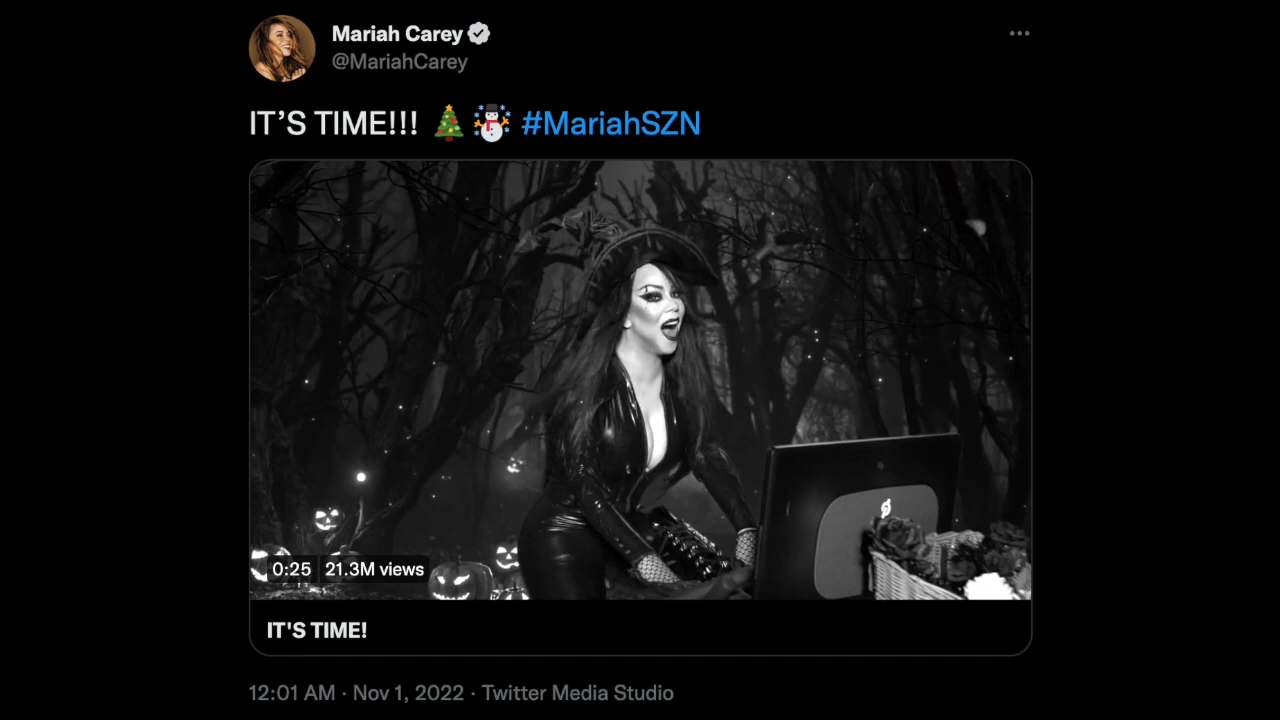 Mariah Carey
@MariahCarey
IT’S TIME!!! 🎄☃️ #MariahSZN
0:25 21.3M views
IT'S TIME!
12:01 AM · Nov 1, 2022 · Twitter Media Studio